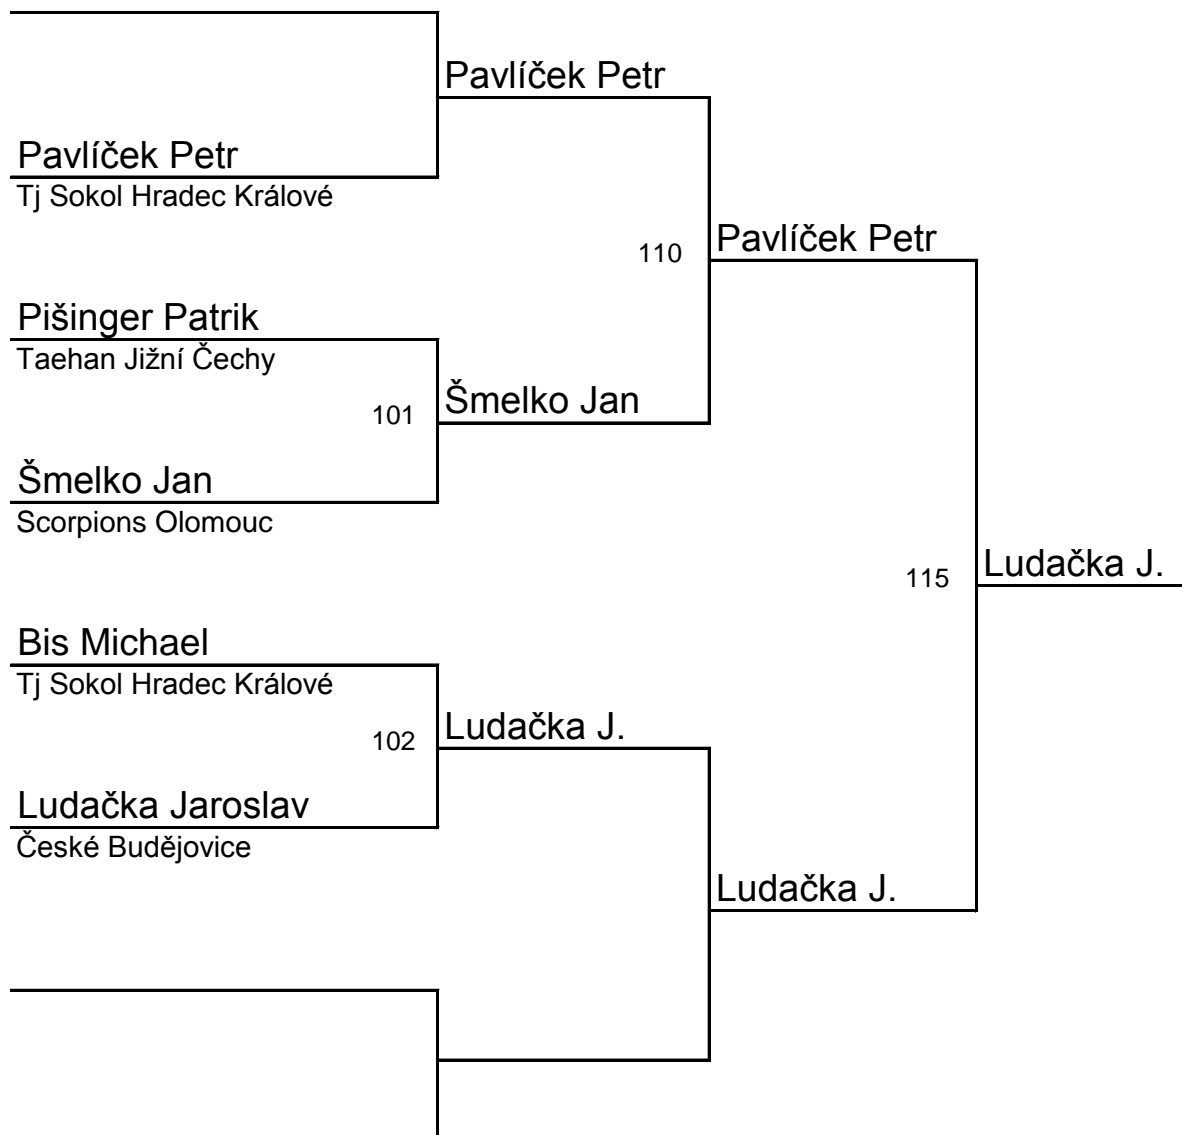 Pavlíček Petr
Pavlíček Petr
Tj Sokol Hradec Králové
110
Pavlíček Petr
Pišinger Patrik
Taehan Jižní Čechy
101
Šmelko Jan
Šmelko Jan
Scorpions Olomouc
115
Ludačka J.
Bis Michael
Tj Sokol Hradec Králové
102
Ludačka J.
Ludačka Jaroslav
České Budějovice
Ludačka J.